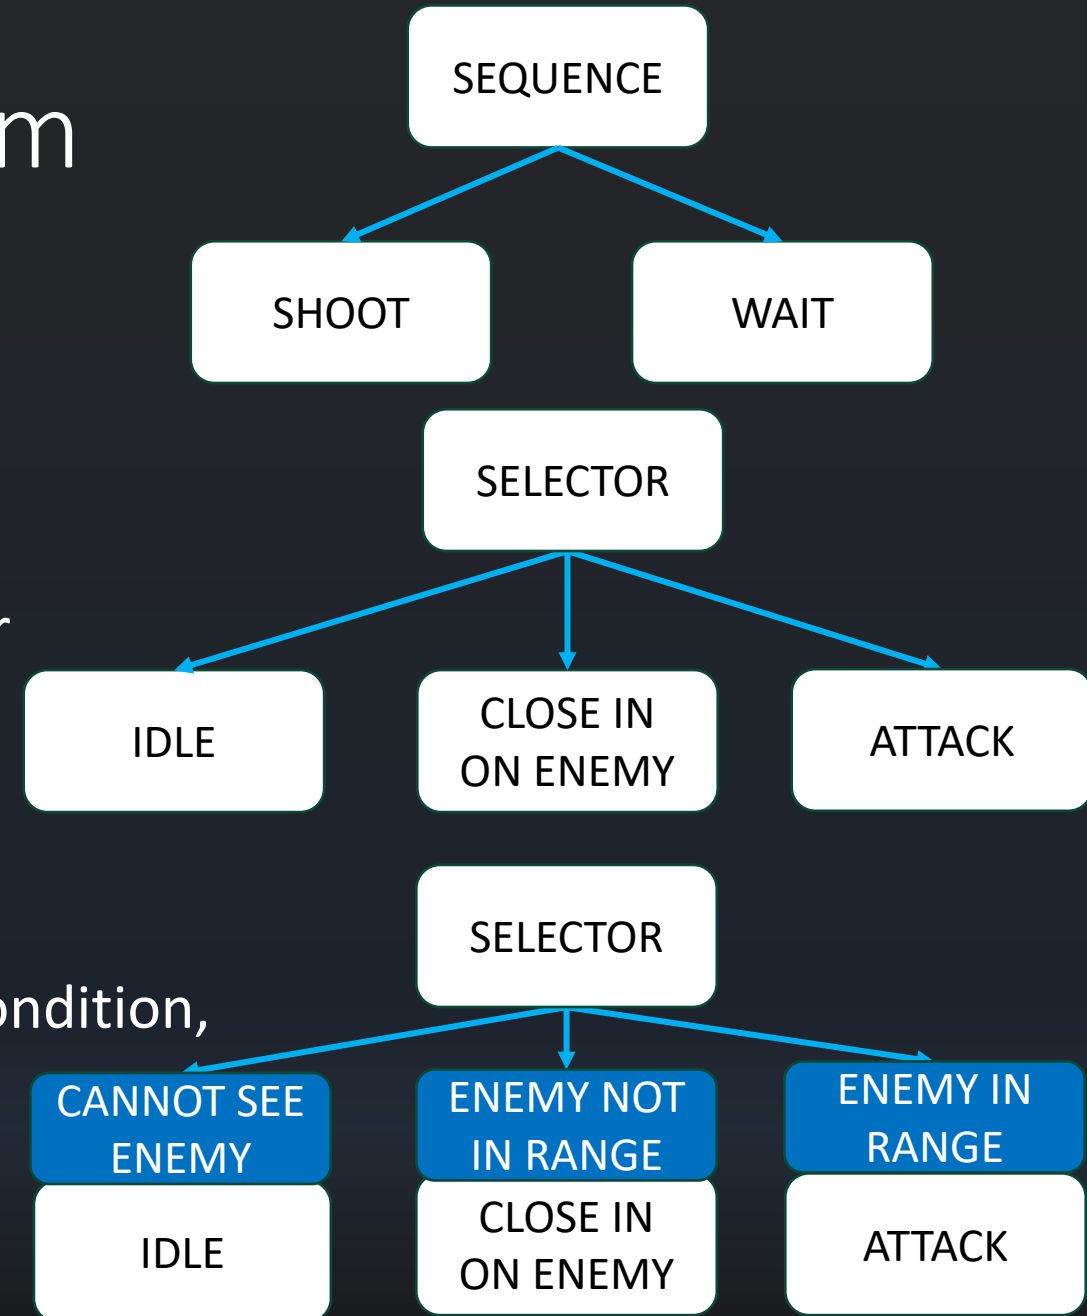 SEQUENCE
m
SHOOT
WAIT
SELECTOR
r
IDLE
CLOSE IN
ON ENEMY
ATTACK
SELECTOR
ondition,
CANNOT SEE
ENEMY
ENEMY NOT
IN RANGE
ENEMY IN
RANGE
IDLE
CLOSE IN
ON ENEMY
ATTACK